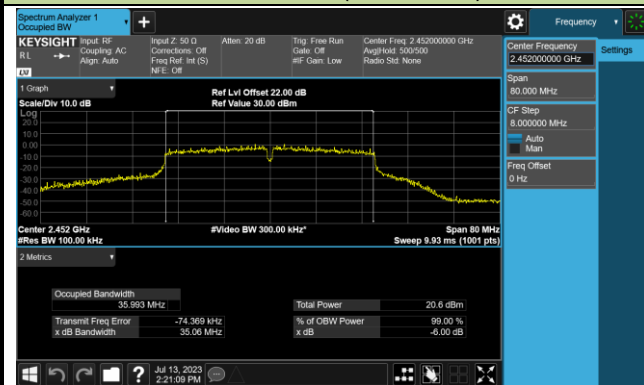 Spectrum Analyzer 1
Occupied BW
Frequency
KEYSIGHT
R L
LXI
Input: RF
Coupling: AC
Align: Auto
Input Z: 50 Ω
Corrections: Off
Freq Ref: Int (S)
NFE: Off
Atten: 20 dB
Trig: Free Run
Gate: Off
#IF Gain: Low
Center Freq: 2.452000000 GHz
Avg|Hold: 500/500
Radio Std: None
Center Frequency
2.452000000 GHz
Settings
Span
80.000 MHz
CF Step
8.000000 MHz
Auto
Man
Freq Offset
0 Hz
1 Graph
Scale/Div 10.0 dB
Ref Lvl Offset 22.00 dB
Ref Value 30.00 dBm
Log
20.0
10.0
0.00
-10.0
-20.0
-30.0
-40.0
-50.0
-60.0
Center 2.452 GHz
#Video BW 300.00 kHz*
Span 80 MHz
#Res BW 100.00 kHz
Sweep 9.93 ms (1001 pts)
2 Metrics
Occupied Bandwidth
35.993 MHz
Total Power
20.6 dBm
Transmit Freq Error
-74.369 kHz
% of OBW Power
99.00 %
x dB Bandwidth
35.06 MHz
x dB
-6.00 dB
?
Jul 13, 2023
2:21:09 PM